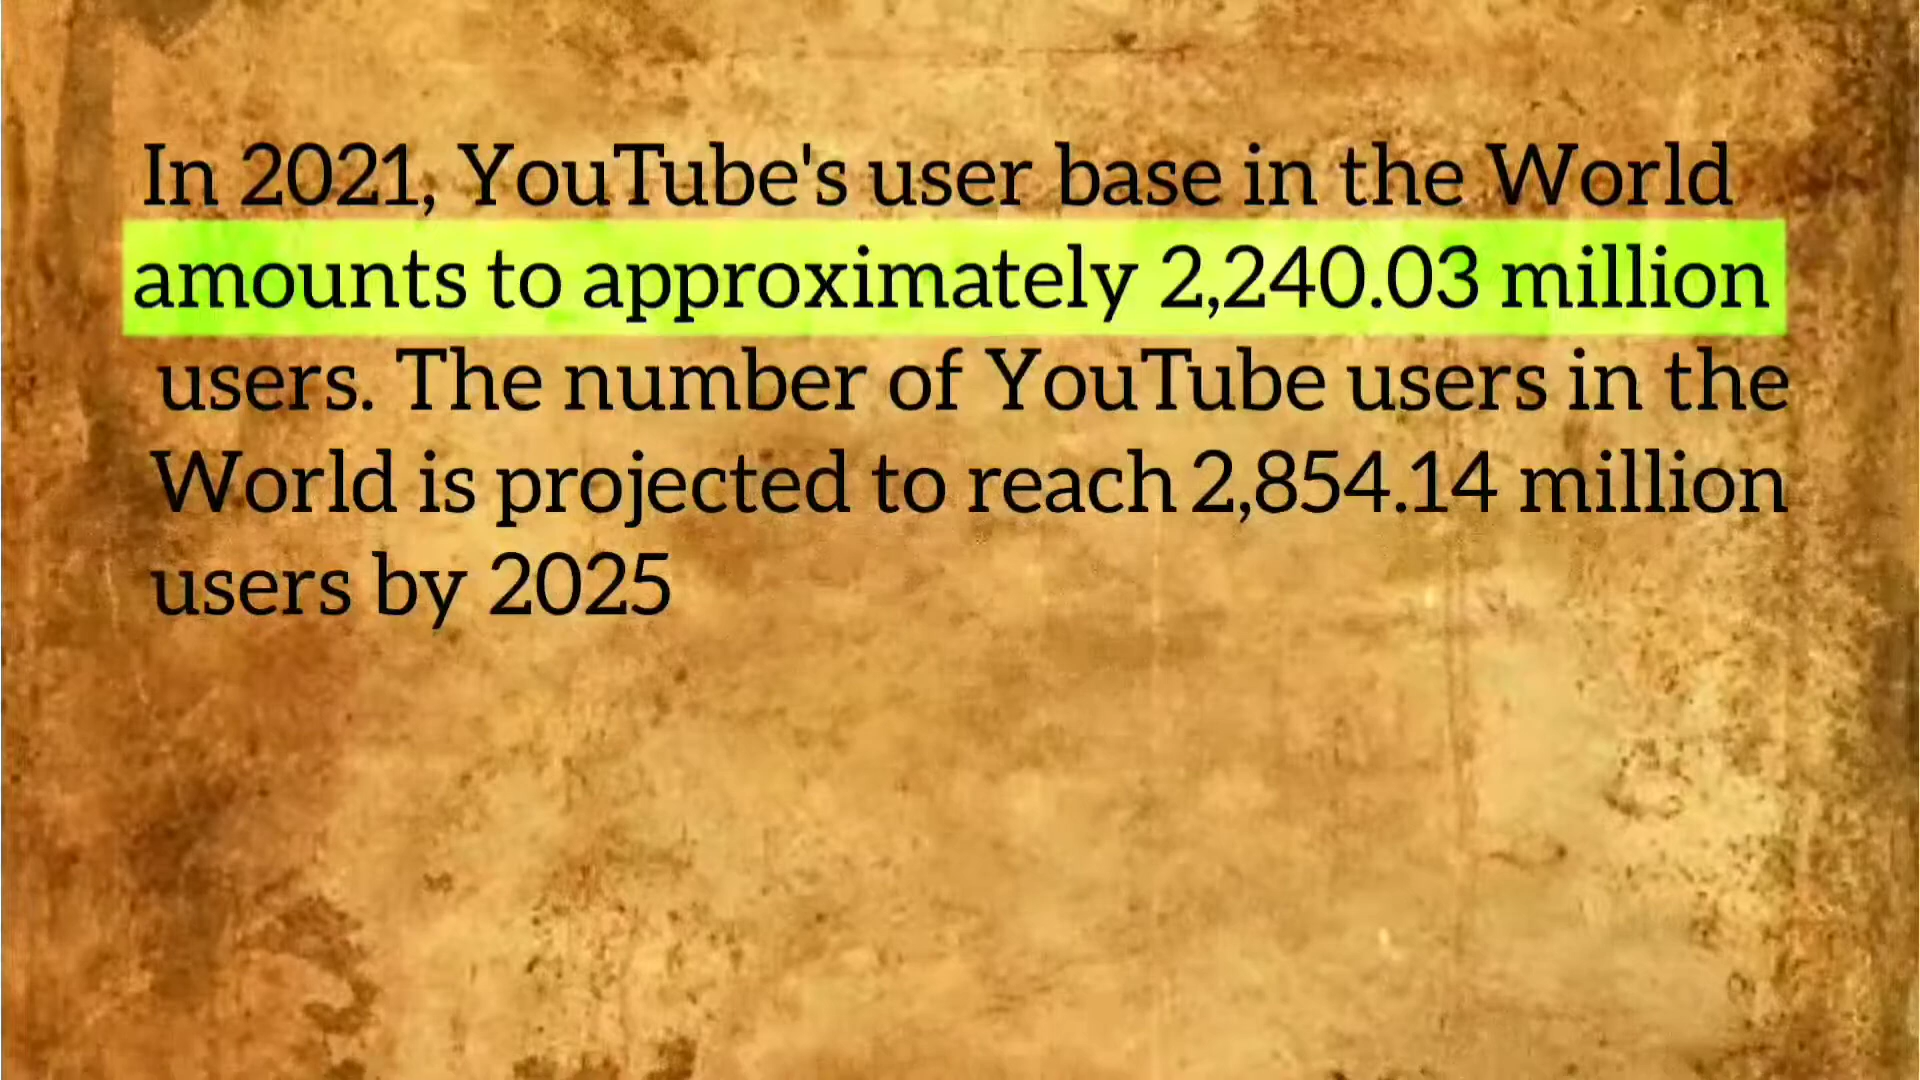 In 2021, YouTube's user base in the World
amounts to approximately 2,240.03 million
users. The number of YouTube users in the
World is projected to reach 2,854.14 million
users by 2025